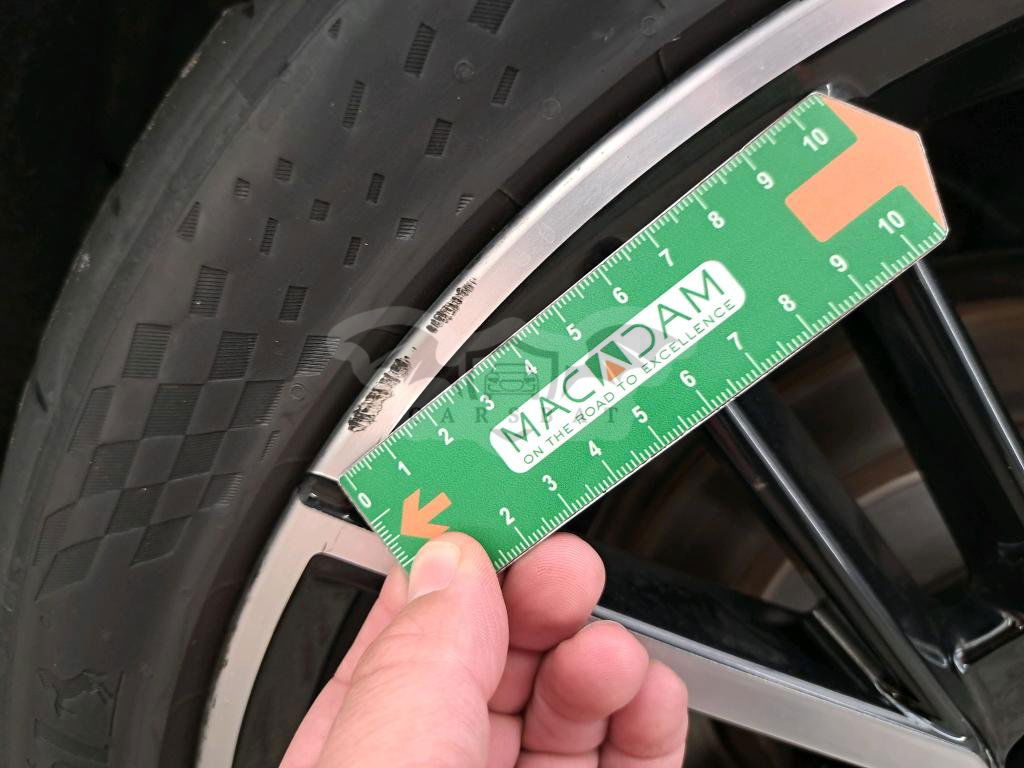 0 1 2 3 4 5 6 7 8 9 10
MACADAM
ON THE ROAD TO EXCELLENCE
2 3 4 5 6 7 8 9 10